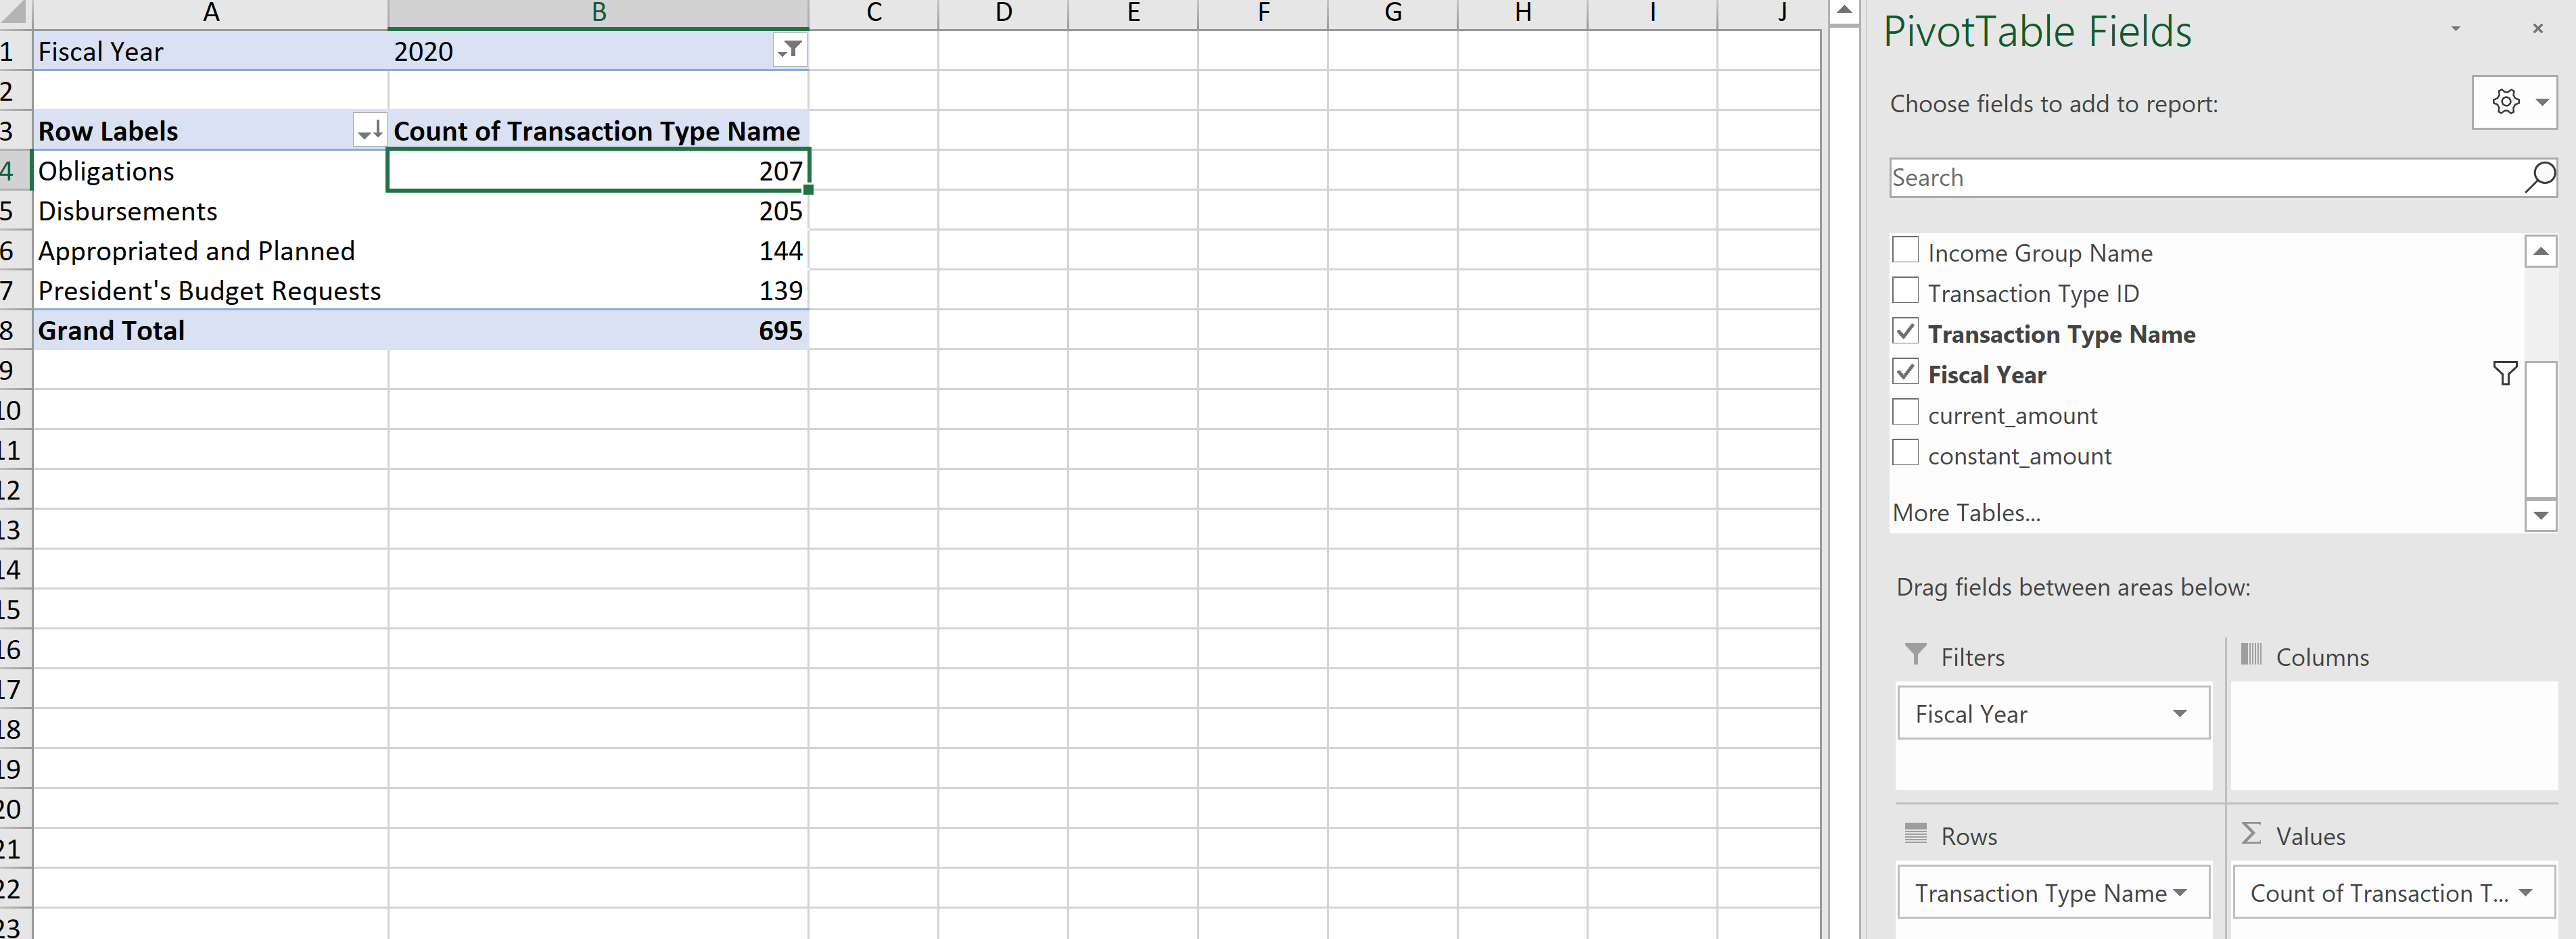 A B C D E F G H I J
1 Fiscal Year 2020
2
3 Row Labels Count of Transaction Type Name
4 Obligations 207
5 Disbursements 205
6 Appropriated and Planned 144
7 President's Budget Requests 139
8 Grand Total 695
9
10
11
12
13
14
15
16
17
18
19
20
21
22
23
PivotTable Fields
Choose fields to add to report:
Search
Income Group Name
Transaction Type ID
Transaction Type Name
Fiscal Year
current_amount
constant_amount
More Tables...
Drag fields between areas below:
Filters
Fiscal Year
Columns
Rows
Transaction Type Name
Σ Values
Count of Transaction T...